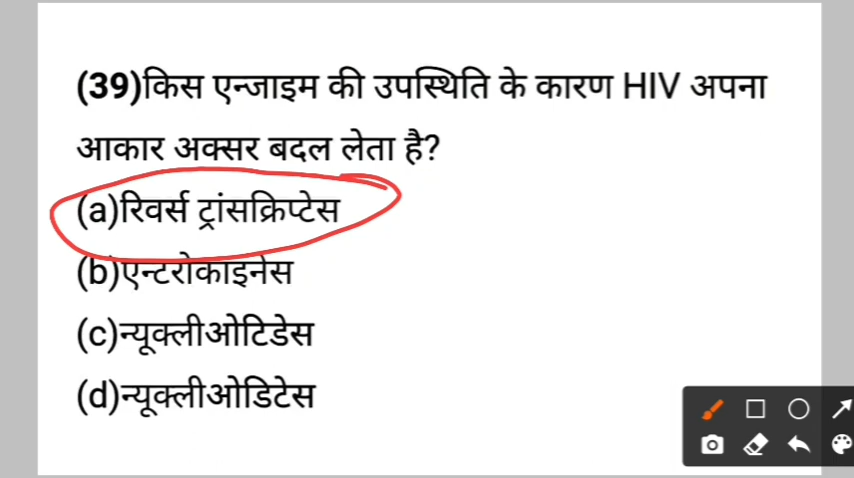 (39)किस एन्जाइम की उपस्थिति के कारण HIV अपना
आकार अक्सर बदल लेता है?
(a)रिवर्स ट्रांसक्रिप्टेस
(b)एन्टरोकाइनेस
(c)न्यूक्लीओटिडेस
(d)न्यूक्लीओडिटेस